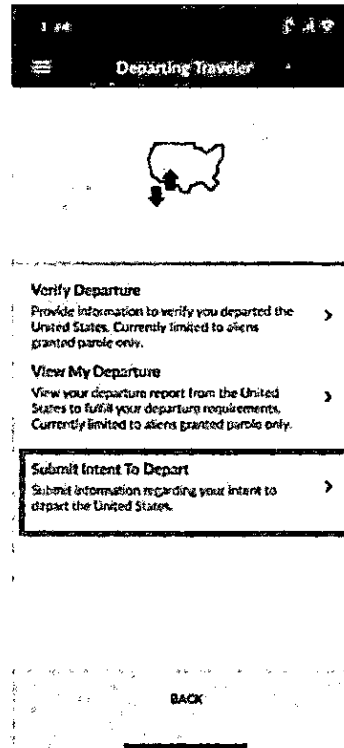 Departing Traveler
Verify Departure
Provide information to verify you departed the
United States. Currently limited to aliens
granted parole only.
View My Departure
View your departure report from the United
States to fulfill your departure requirements.
Currently limited to aliens granted parole only.
Submit Intent To Depart
Submit information regarding your intent to
depart the United States.
BACK